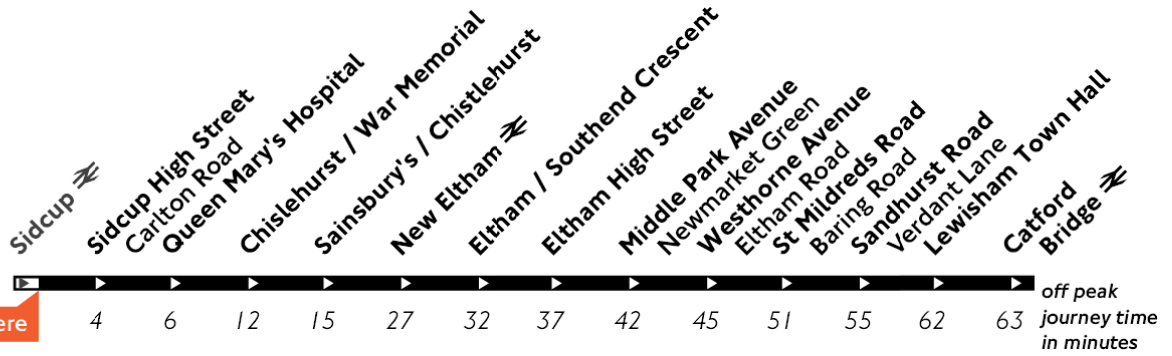 Sidcup
Sidcup High Street
Carlton Road
Queen Mary's Hospital
Chislehurst / War Memorial
Sainsbury's / Chistlehurst
New Eltham
Eltham / Southend Crescent
Eltham High Street
Middle Park Avenue
Newmarket Green
Westhorne Avenue
Eltham Road
St Mildreds Road
Baring Road
Sandhurst Road
Verdant Lane
Lewisham Town Hall
Catford
Bridge
ere
4 6 12 15 27 32 37 42 45 51 55 62 63
off peak
journey time
in minutes